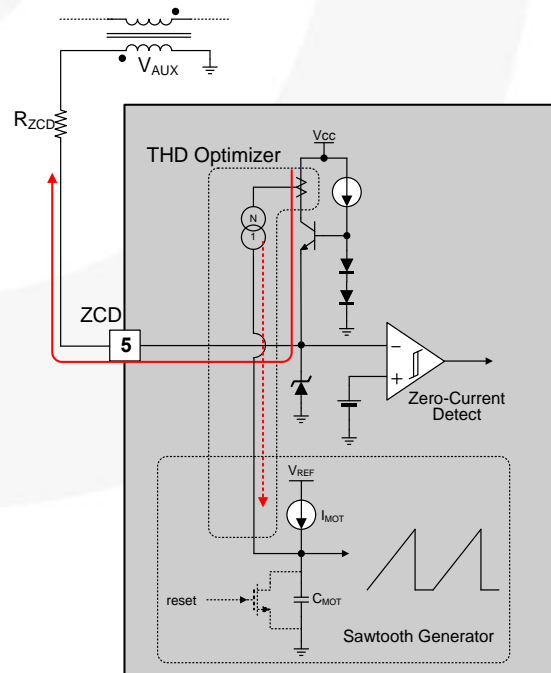 VAUX
RZCD
THD Optimizer
Vcc
N
1
ZCD
5
−
+
Zero-Current
Detect
VREF
IMOT
reset
CMOT
Sawtooth Generator